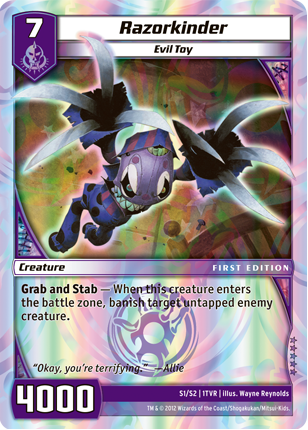 7
Razorkinder
Evil Toy
Creature
FIRST EDITION
Grab and Stab — When this creature enters
the battle zone, banish target untapped enemy
creature.
"Okay, you're terrifying." —Allie
4000
S1/S2 | 1TVR | illus. Wayne Reynolds
TM & © 2012 Wizards of the Coast/Shogakukan/Mitsui-Kids.